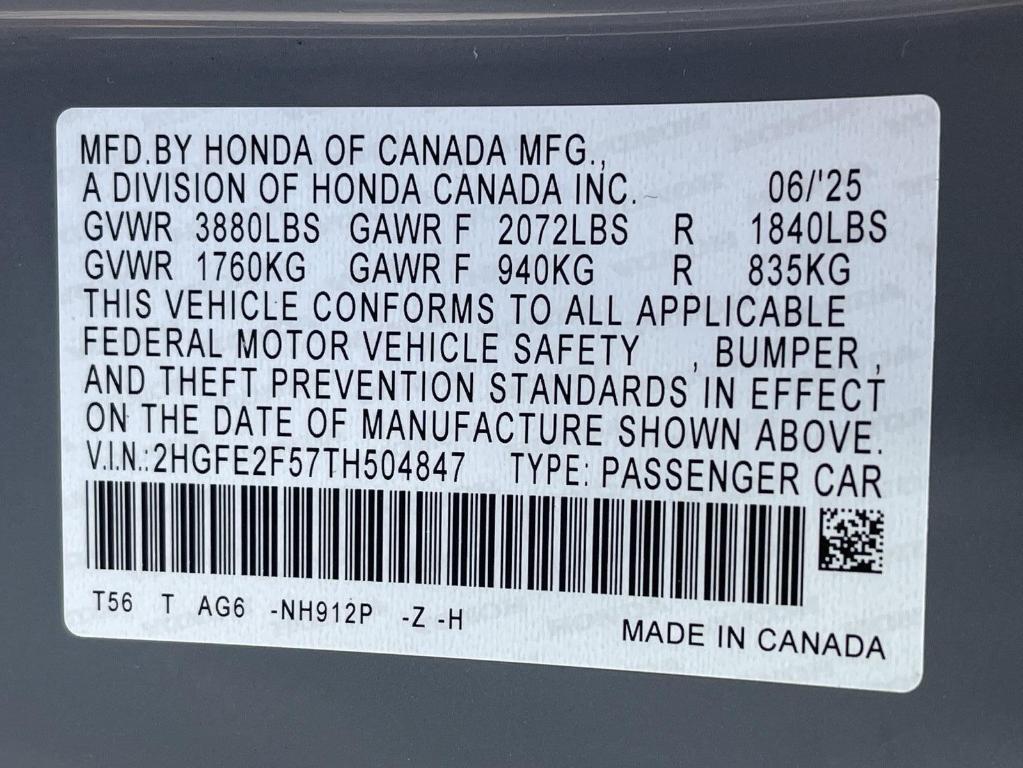 MFD.BY HONDA OF CANADA MFG.,
A DIVISION OF HONDA CANADA INC. 06/'25
GVWR 3880LBS GAWR F 2072LBS R 1840LBS
GVWR 1760KG GAWR F 940KG R 835KG
THIS VEHICLE CONFORMS TO ALL APPLICABLE
FEDERAL MOTOR VEHICLE SAFETY , BUMPER ,
AND THEFT PREVENTION STANDARDS IN EFFECT
ON THE DATE OF MANUFACTURE SHOWN ABOVE.
V.I.N.:2HGFE2F57TH504847 TYPE: PASSENGER CAR
T56 T AG6 -NH912P -Z -H
MADE IN CANADA